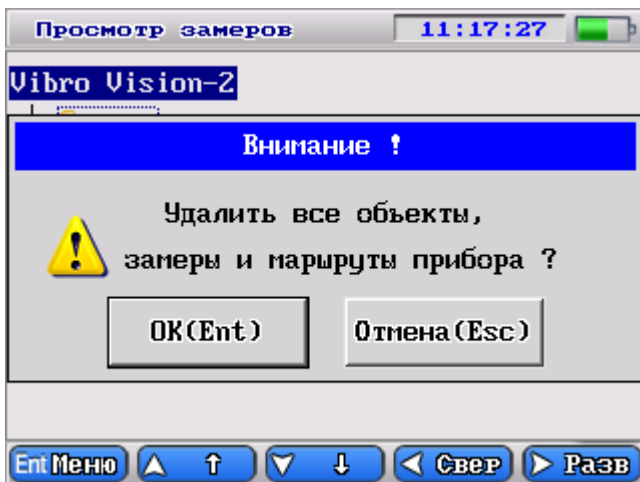 Просмотр замеров
11:17:27
Vibro Vision-2
Внимание !
Удалить все объекты,
замеры и маршруты прибора ?
OK(Ent)
Отмена(Esc)
Ent Меню
↑
↓
Свер
Разв